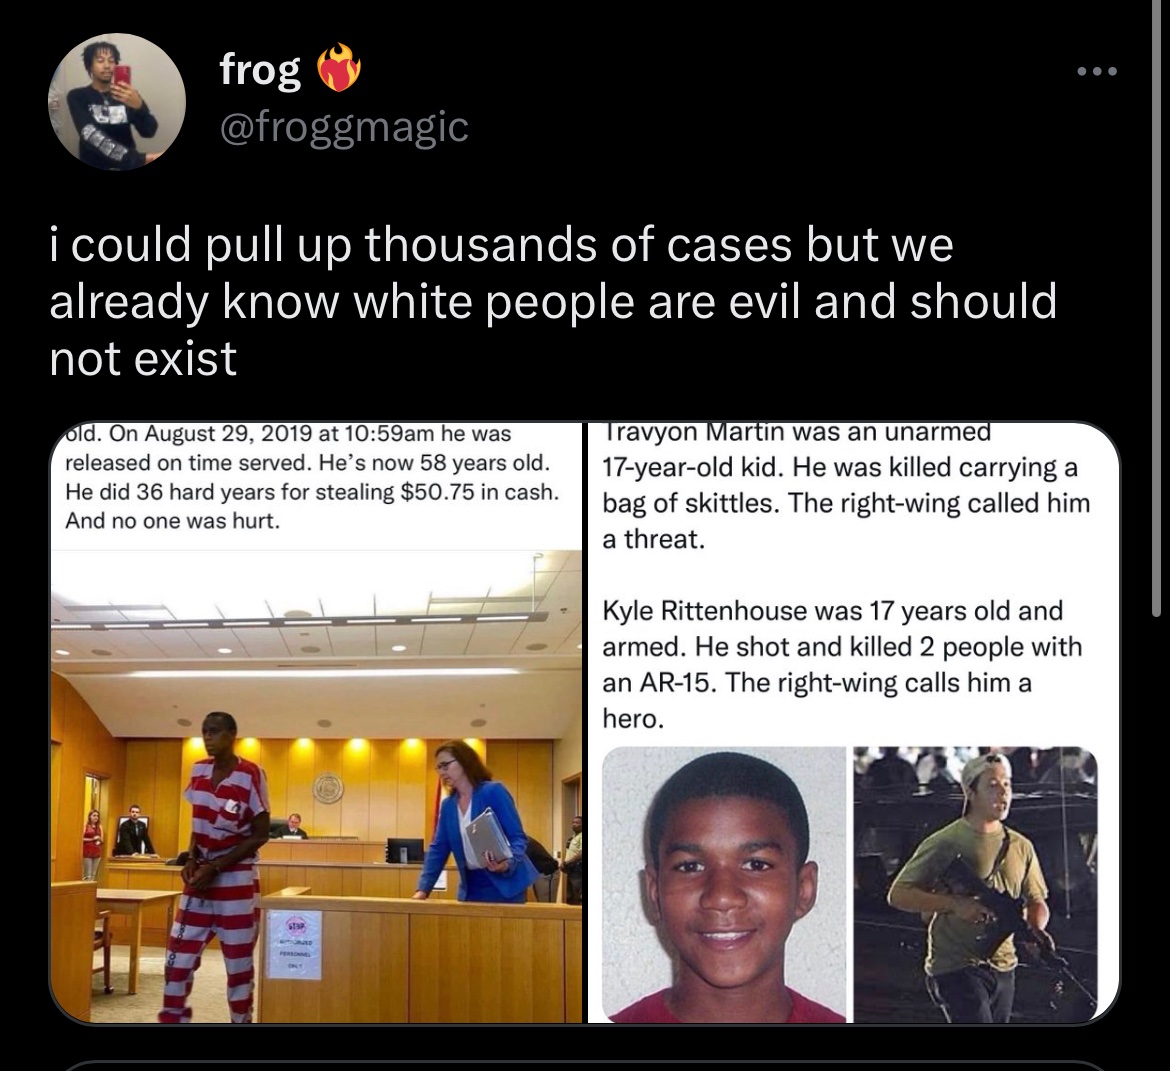 frog
@froggmagic
i could pull up thousands of cases but we
already know white people are evil and should
not exist
old. On August 29, 2019 at 10:59am he was
released on time served. He’s now 58 years old.
He did 36 hard years for stealing $50.75 in cash.
And no one was hurt.
STOP
AUTHORIZED
PERSONNEL
ONLY
Travyon Martin was an unarmed
17-year-old kid. He was killed carrying a
bag of skittles. The right-wing called him
a threat.
Kyle Rittenhouse was 17 years old and
armed. He shot and killed 2 people with
an AR-15. The right-wing calls him a
hero.